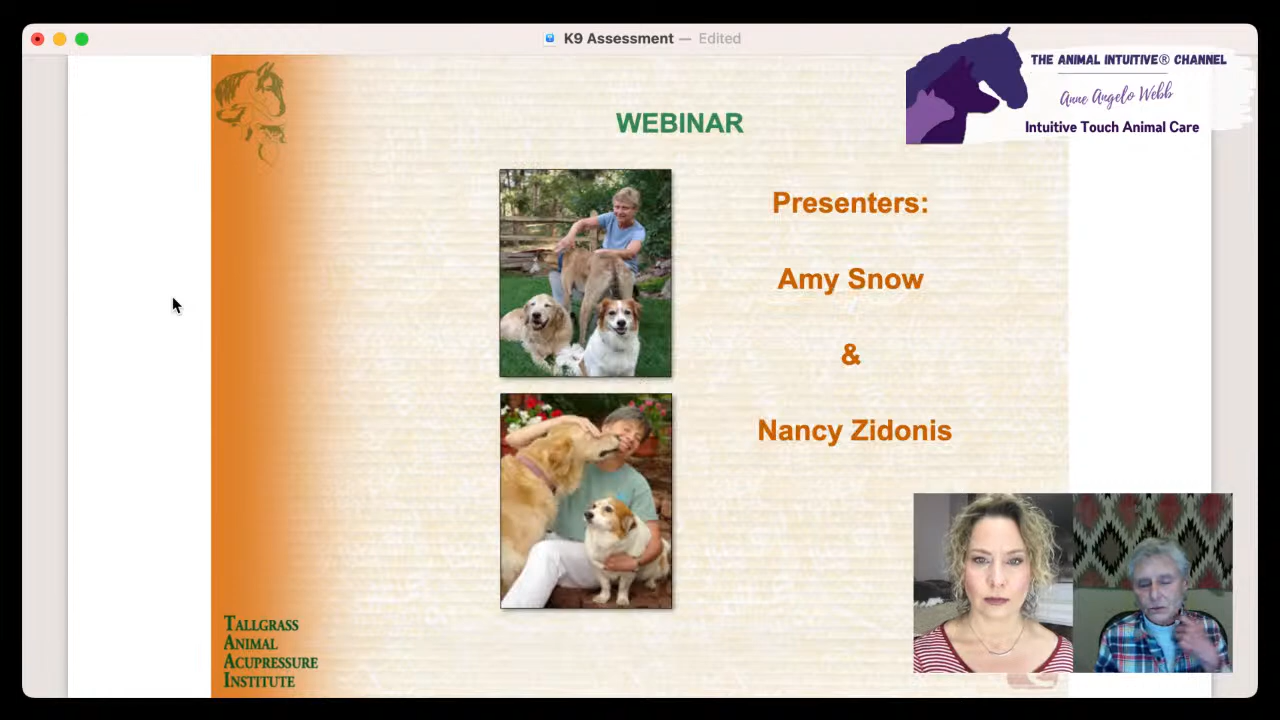 K9 Assessment — Edited
THE ANIMAL INTUITIVE® CHANNEL
Anne Angelo Webb
Intuitive Touch Animal Care
WEBINAR
Presenters:
Amy Snow
&
Nancy Zidonis
TALLGRASS
ANIMAL
ACUPRESSURE
INSTITUTE